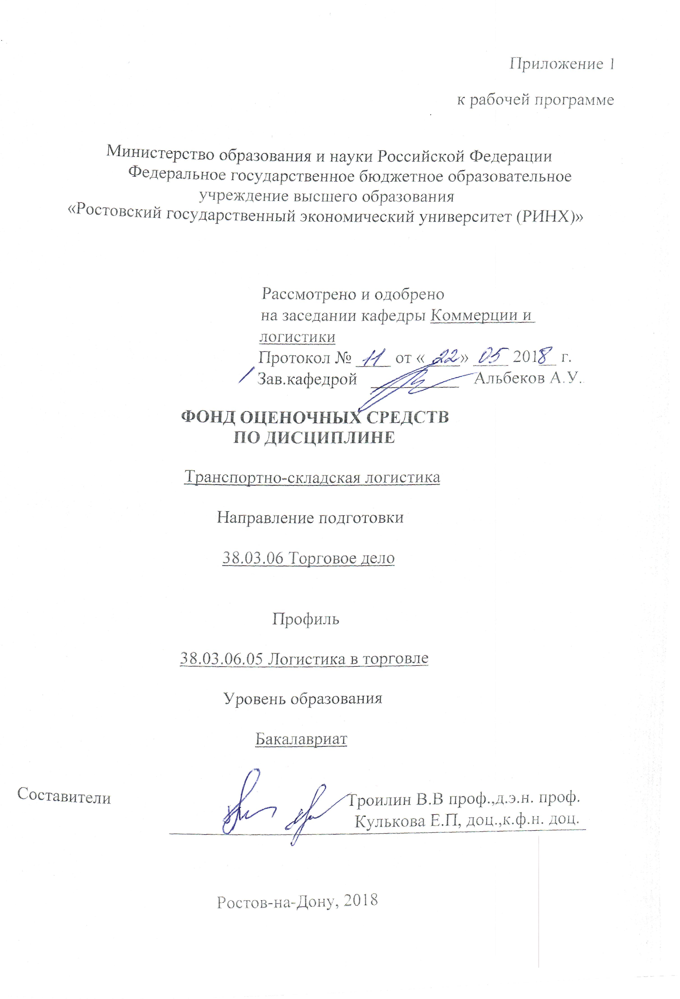 Приложение 1
к рабочей программе
Министерство образования и науки Российской Федерации
Федеральное государственное бюджетное образовательное
учреждение высшего образования
«Ростовский государственный экономический университет (РИНХ)»
Рассмотрено и одобрено
на заседании кафедры Коммерции и
логистики
Протокол № 11 от « 22» 05 2018 г.
Зав.кафедрой Альбеков А.У.
ФОНД ОЦЕНОЧНЫХ СРЕДСТВ
ПО ДИСЦИПЛИНЕ
Транспортно-складская логистика
Направление подготовки
38.03.06 Торговое дело
Профиль
38.03.06.05 Логистика в торговле
Уровень образования
Бакалавриат
Составители Троилин В.В проф.,д.э.н. проф.
Кулькова Е.П, доц.,к.ф.н. доц.
Ростов-на-Дону, 2018